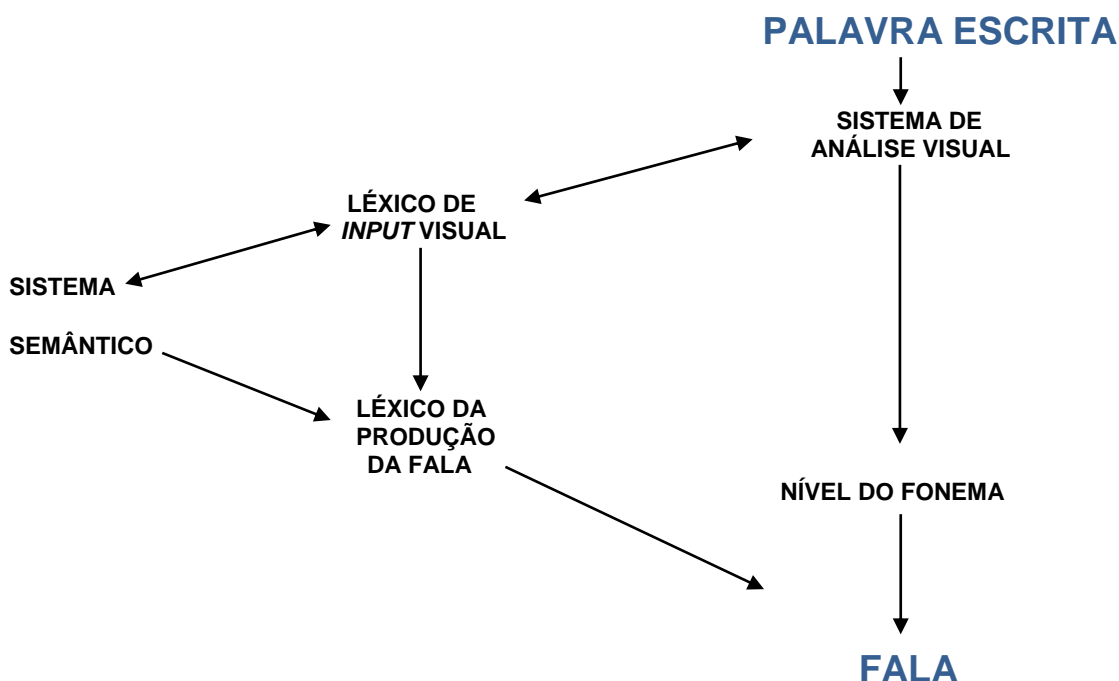 PALAVRA ESCRITA
SISTEMA DE
ANÁLISE VISUAL
LÉXICO DE
INPUT VISUAL
SISTEMA
SEMÂNTICO
LÉXICO DA
PRODUÇÃO
DA FALA
NÍVEL DO FONEMA
FALA